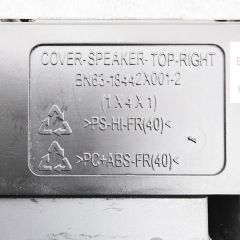 COVER-SPEAKER-TOP-RIGHT
BN63-18442X001-2
(1X4X1)
>PS-HI-FR(40)<
>PC+ABS-FR(40)<